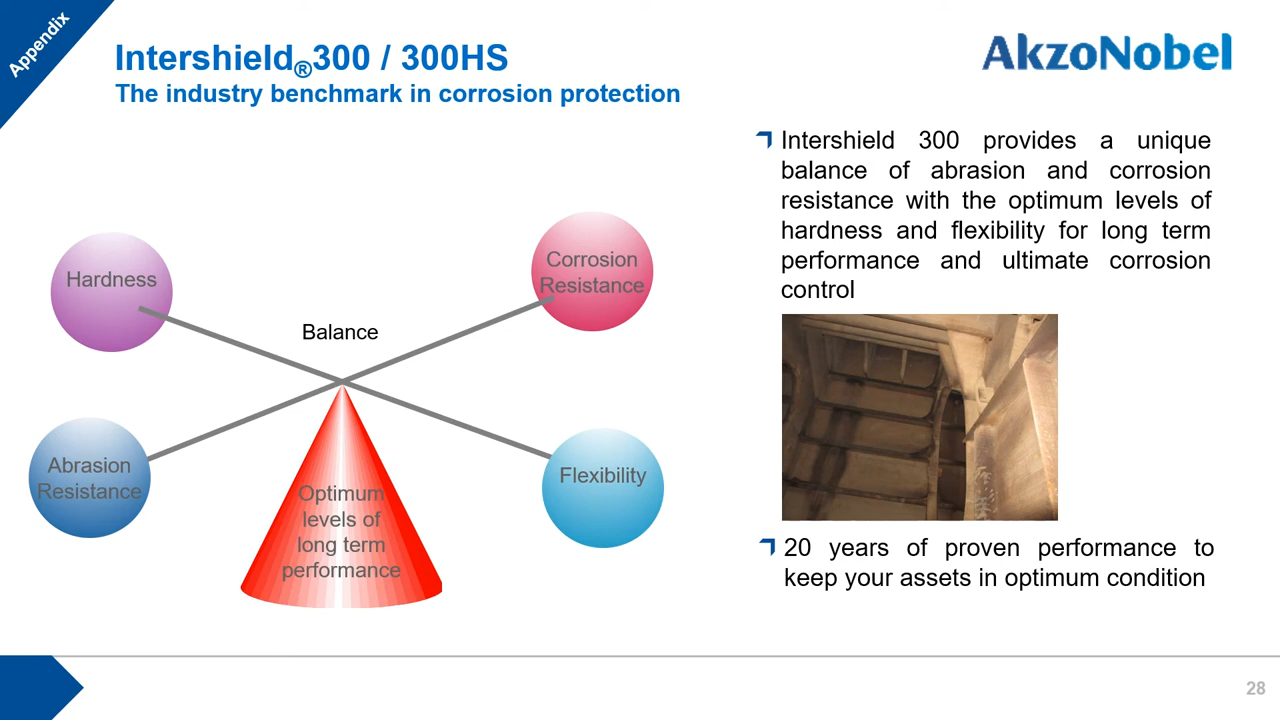 Appendix
Intershield®300 / 300HS
The industry benchmark in corrosion protection
AkzoNobel
Hardness
Corrosion
Resistance
Balance
Abrasion
Resistance
Flexibility
Optimum
levels of
long term
performance
Intershield 300 provides a unique
balance of abrasion and corrosion
resistance with the optimum levels of
hardness and flexibility for long term
performance and ultimate corrosion
control
20 years of proven performance to
keep your assets in optimum condition
28